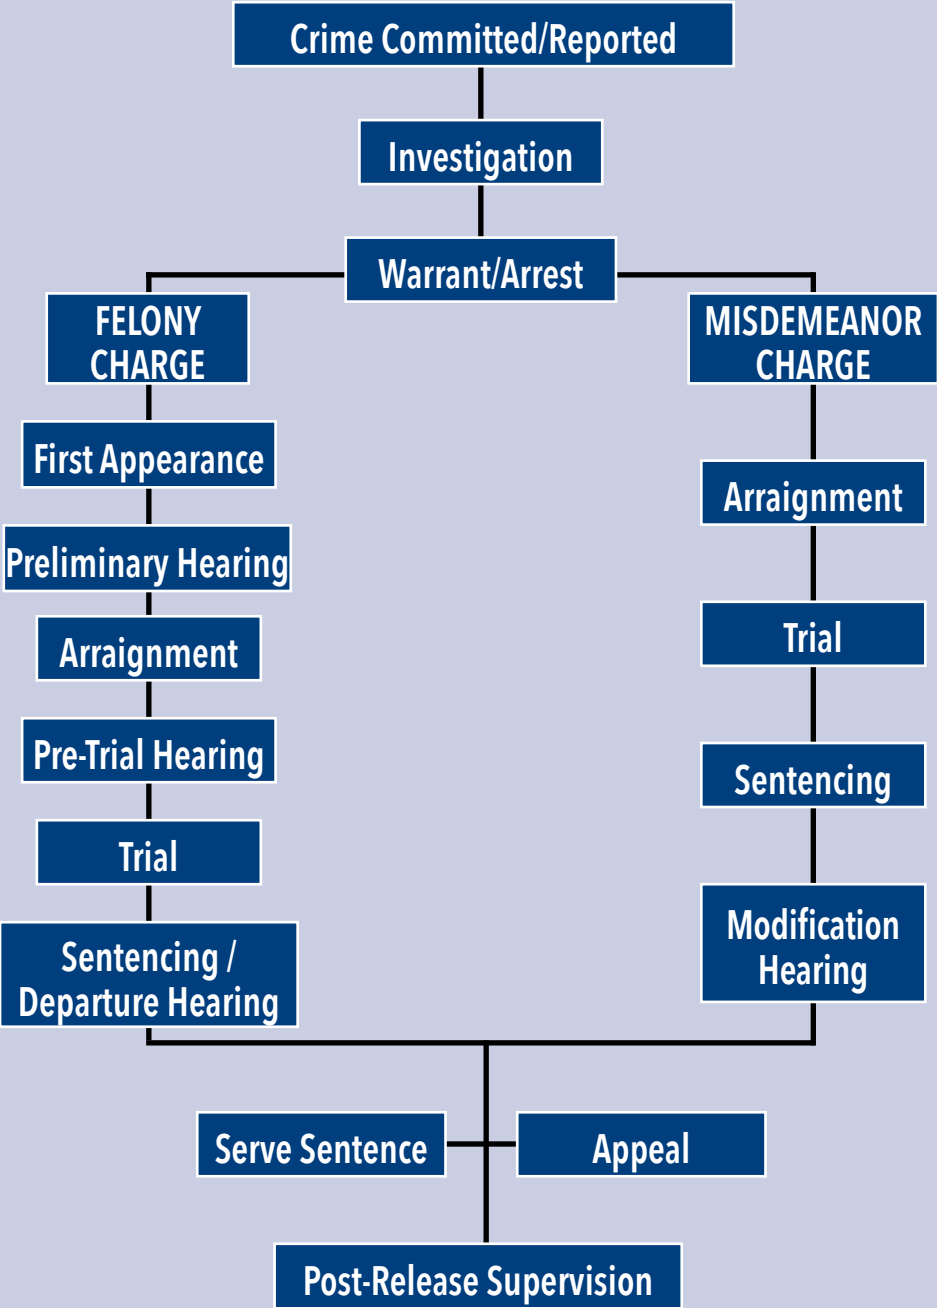 Crime Committed/Reported
Investigation
Warrant/Arrest
FELONY
CHARGE
First Appearance
Preliminary Hearing
Arraignment
Pre-Trial Hearing
Trial
Sentencing /
Departure Hearing
MISDEMEANOR
CHARGE
Arraignment
Trial
Sentencing
Modification
Hearing
Serve Sentence
Appeal
Post-Release Supervision